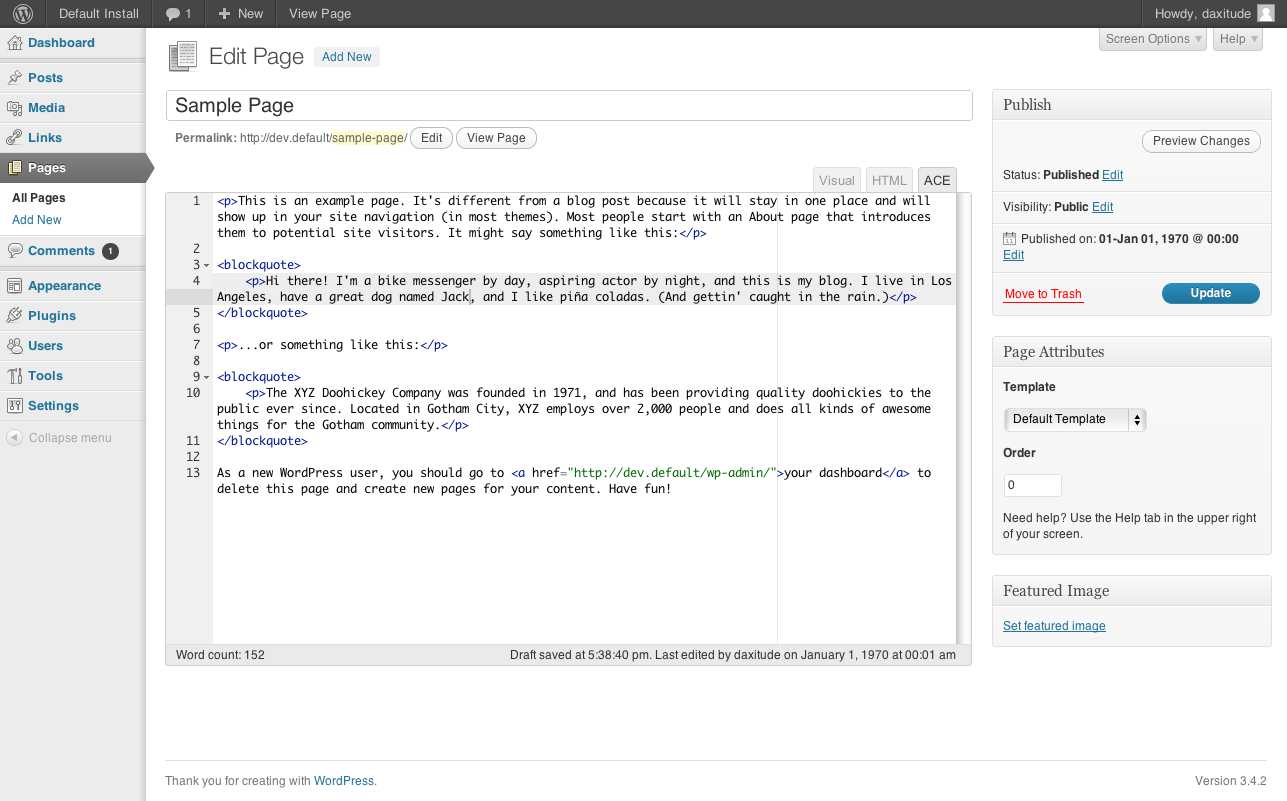 Default Install 1 New View Page Howdy, daxitude
Screen Options Help
Dashboard
Posts
Media
Links
Pages
All Pages
Add New
Comments 1
Appearance
Plugins
Users
Tools
Settings
Collapse menu
Edit Page Add New
Sample Page
Permalink: http://dev.default/sample-page/ Edit View Page
Visual HTML ACE
1 <p>This is an example page. It's different from a blog post because it will stay in one place and will
show up in your site navigation (in most themes). Most people start with an About page that introduces
them to potential site visitors. It might say something like this:</p>
2
3 <blockquote>
4 <p>Hi there! I'm a bike messenger by day, aspiring actor by night, and this is my blog. I live in Los
Angeles, have a great dog named Jack, and I like piña coladas. (And gettin' caught in the rain.)</p>
5 </blockquote>
6
7 <p>...or something like this:</p>
8
9 <blockquote>
10 <p>The XYZ Doohickey Company was founded in 1971, and has been providing quality doohickies to the
public ever since. Located in Gotham City, XYZ employs over 2,000 people and does all kinds of awesome
things for the Gotham community.</p>
11 </blockquote>
12
13 As a new WordPress user, you should go to <a href="http://dev.default/wp-admin/">your dashboard</a> to
delete this page and create new pages for your content. Have fun!
Word count: 152 Draft saved at 5:38:40 pm. Last edited by daxitude on January 1, 1970 at 00:01 am
Publish
Preview Changes
Status: Published Edit
Visibility: Public Edit
Published on: 01-Jan 01, 1970 @ 00:00
Edit
Move to Trash Update
Page Attributes
Template
Default Template
Order
0
Need help? Use the Help tab in the upper right
of your screen.
Featured Image
Set featured image
Thank you for creating with WordPress. Version 3.4.2